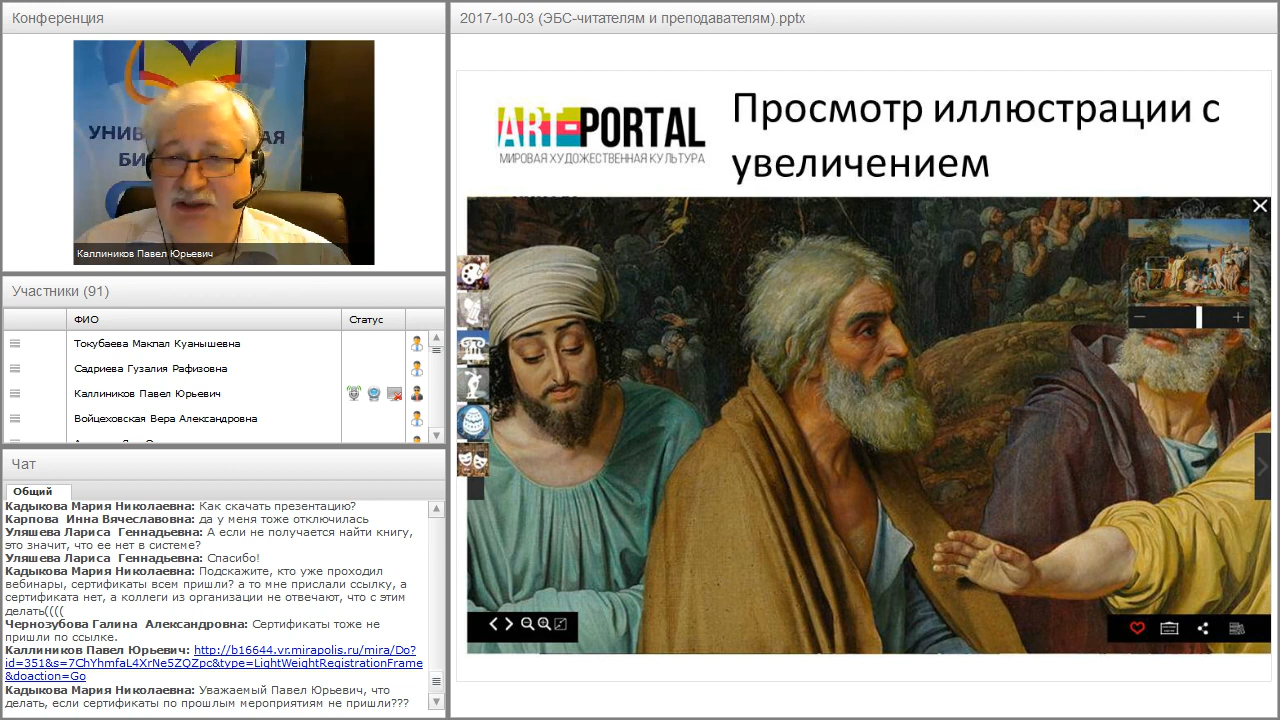 Конференция
УНИВ
АЯ
БИ
Каллиников Павел Юрьевич
Участники (91)
ФИО
Статус
Токубаева Макпал Куанышевна
Садриева Гузалия Рафизовна
Каллиников Павел Юрьевич
Войцеховская Вера Александровна
Чат
Общий
Кадыкова Мария Николаевна: Как скачать презентацию?
Карпова Инна Вячеславовна: да у меня тоже отключилась
Уляшева Лариса Геннадьевна: А если не получается найти книгу,
это значит, что ее нет в системе?
Уляшева Лариса Геннадьевна: Спасибо!
Кадыкова Мария Николаевна: Подскажите, кто уже проходил
вебинары, сертификаты всем пришли? а то мне прислали ссылку, а
сертификата нет, а коллеги из организации не отвечают, что с этим
делать((((
Чернозубова Галина Александровна: Сертификаты тоже не
пришли по ссылке.
Каллиников Павел Юрьевич: http://b16644.vr.mirapolis.ru/mira/Do?
id=351&s=7ChYhmfaL4XrNe5ZQZpc&type=LightWeightRegistrationFrame
&doaction=Go
Кадыкова Мария Николаевна: Уважаемый Павел Юрьевич, что
делать, если сертификаты по прошлым мероприятиям не пришли???
2017-10-03 (ЭБС-читателям и преподавателям).pptx
ART-PORTAL
МИРОВАЯ ХУДОЖЕСТВЕННАЯ КУЛЬТУРА
Просмотр иллюстрации с
увеличением